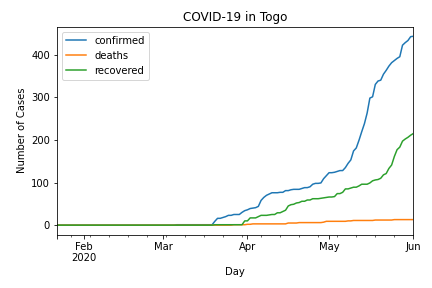 COVID-19 in Togo
confirmed
deaths
recovered
Number of Cases
400
300
200
100
0
Feb
2020
Mar
Apr
May
Jun
Day